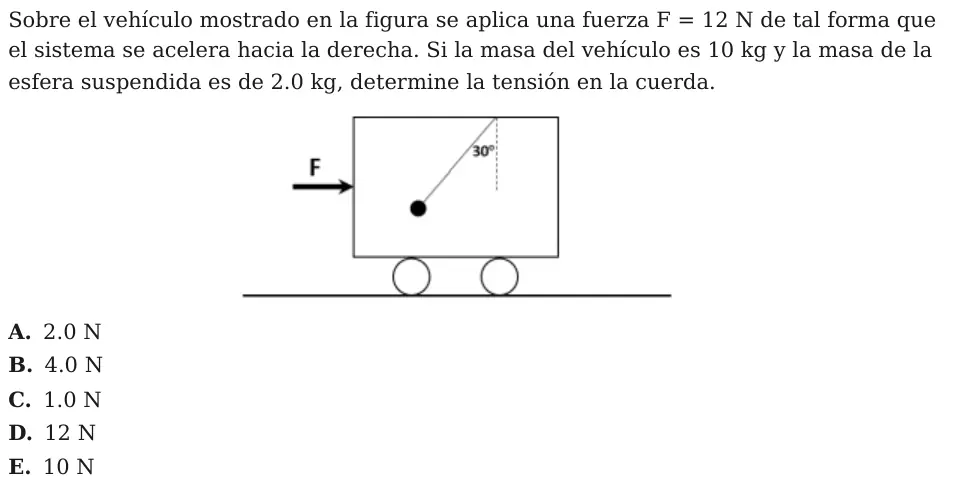 Sobre el vehículo mostrado en la figura se aplica una fuerza F = 12 N de tal forma que
el sistema se acelera hacia la derecha. Si la masa del vehículo es 10 kg y la masa de la
esfera suspendida es de 2.0 kg, determine la tensión en la cuerda.
30º
F
A. 2.0 N
B. 4.0 N
C. 1.0 N
D. 12 N
E. 10 N